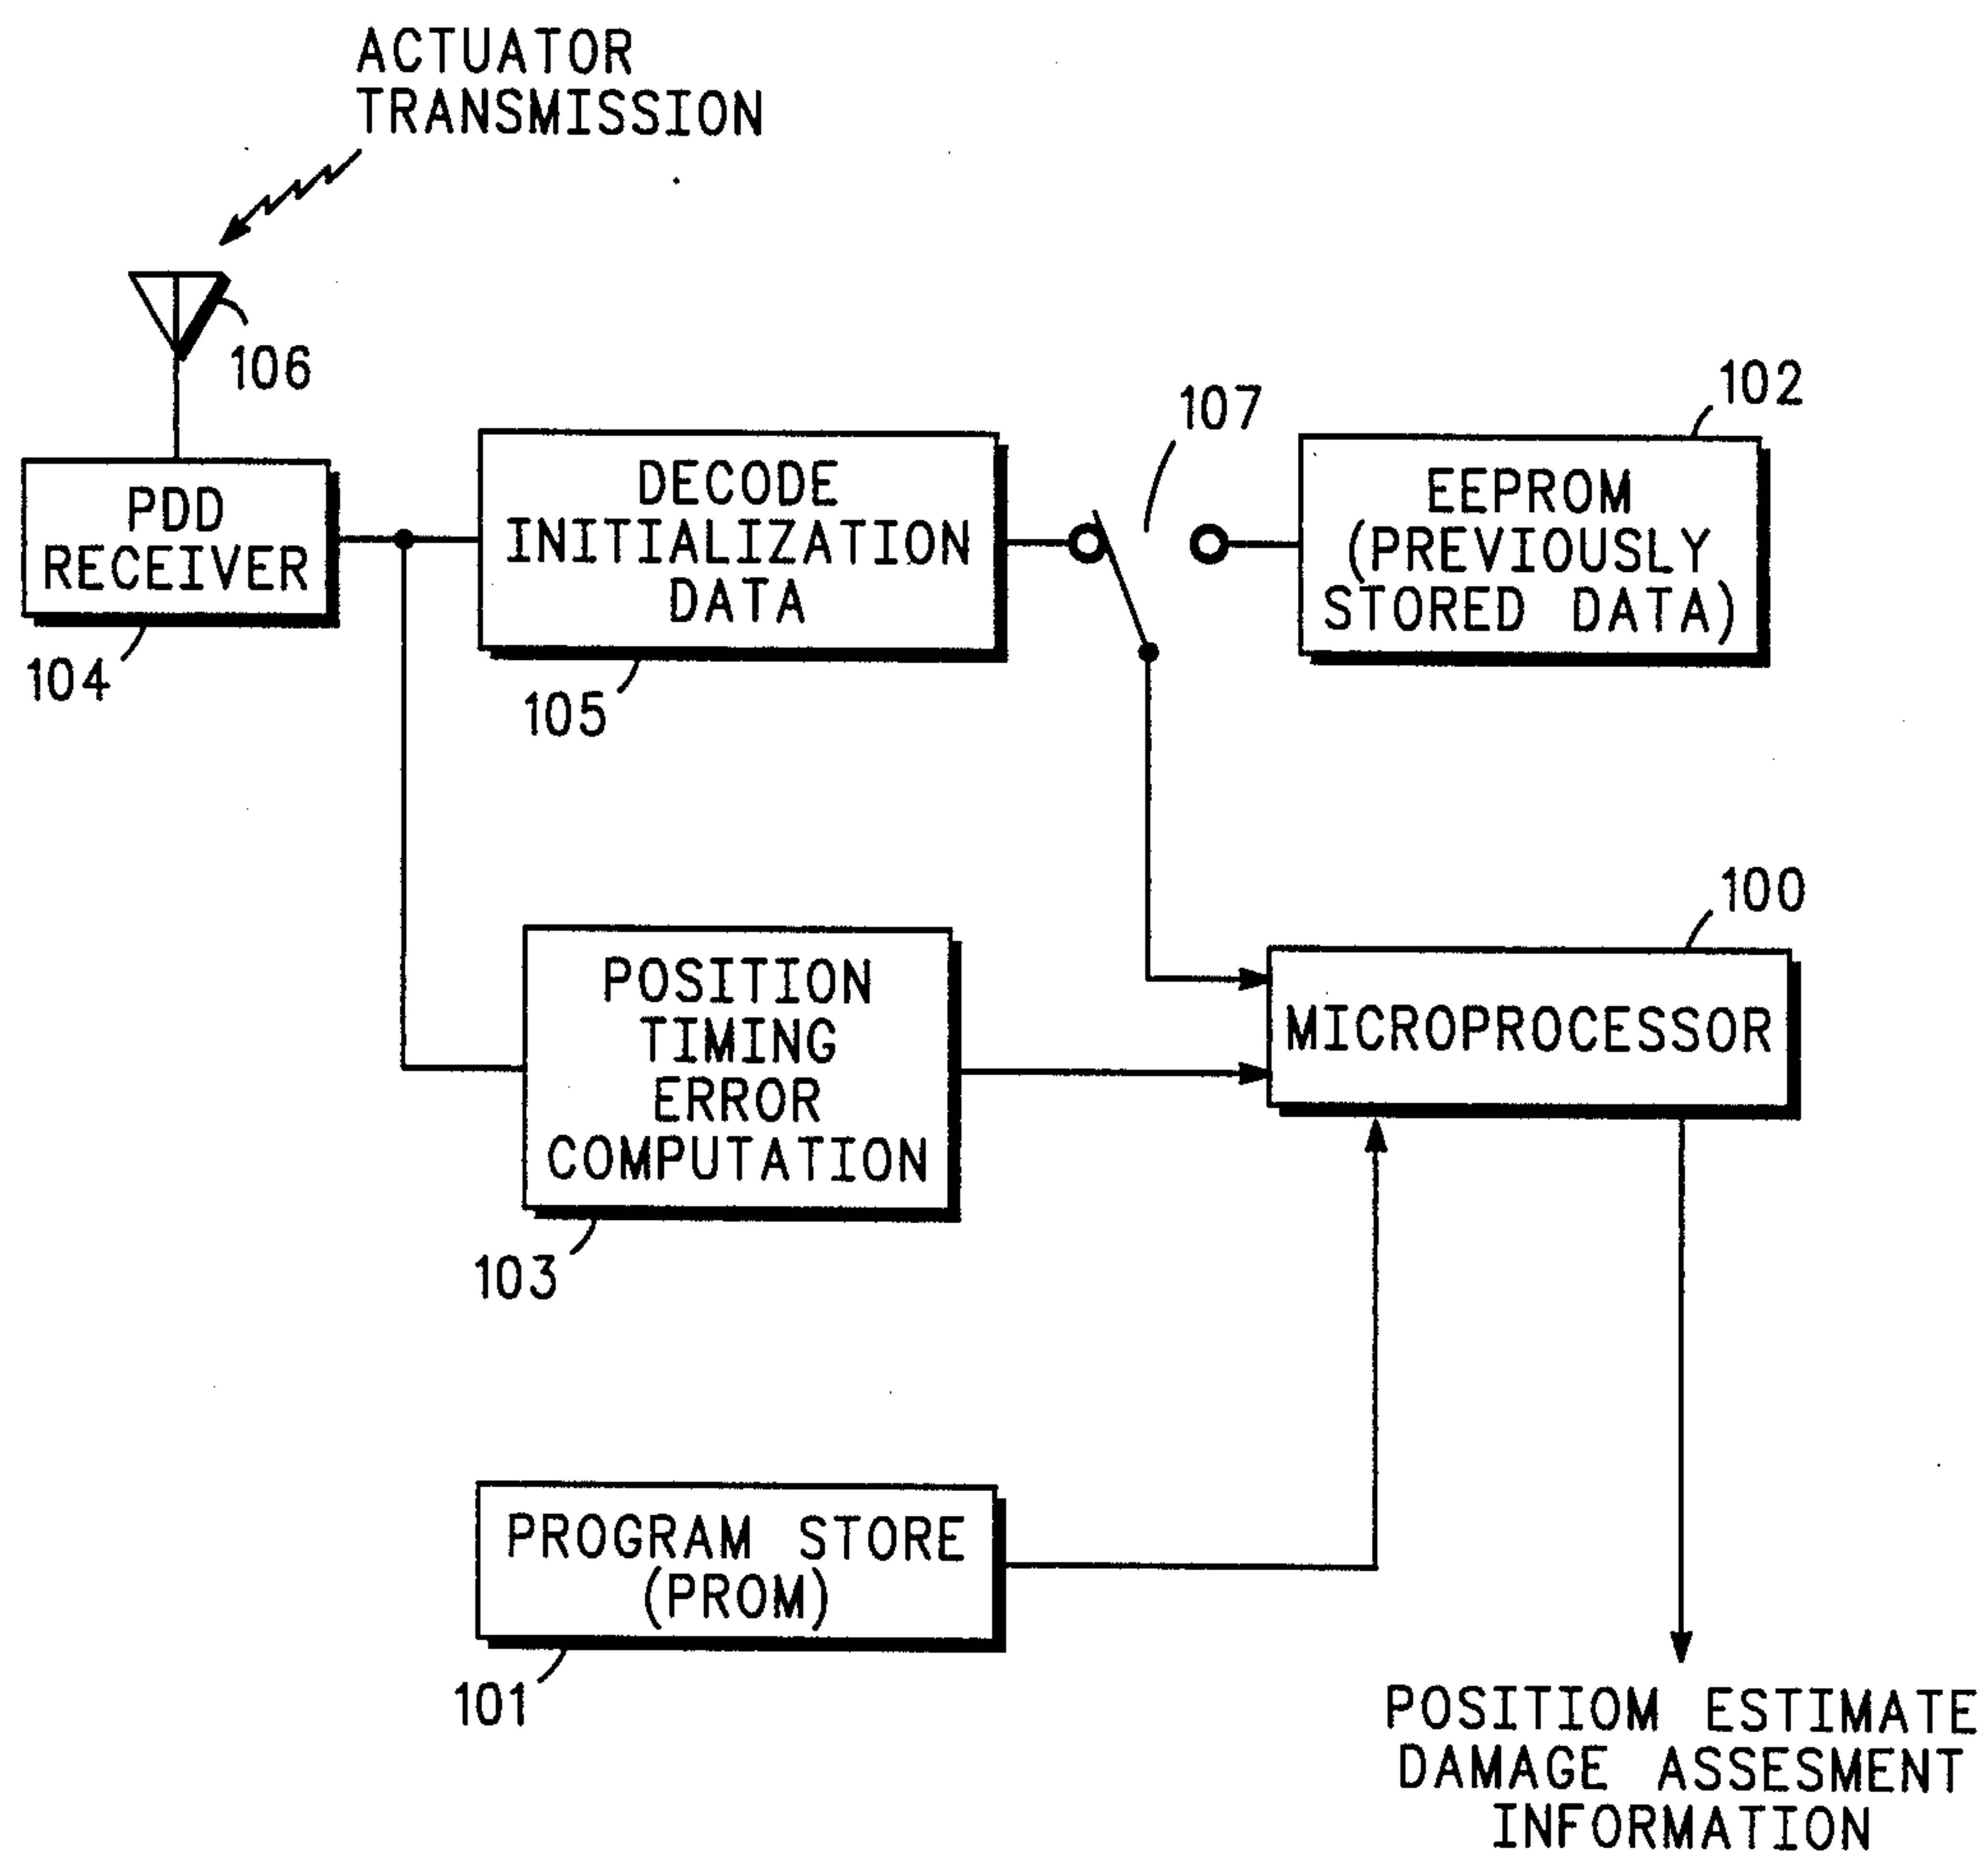 ACTUATOR
TRANSMISSION
106
PDD
RECEIVER
104
DECODE
INITIALIZATION
DATA
105
107
102
EEPROM
(PREVIOUSLY
STORED DATA)
100
MICROPROCESSOR
POSITION
TIMING
ERROR
COMPUTATION
103
PROGRAM STORE
(PROM)
101
POSITIOM ESTIMATE
DAMAGE ASSESMENT
INFORMATION